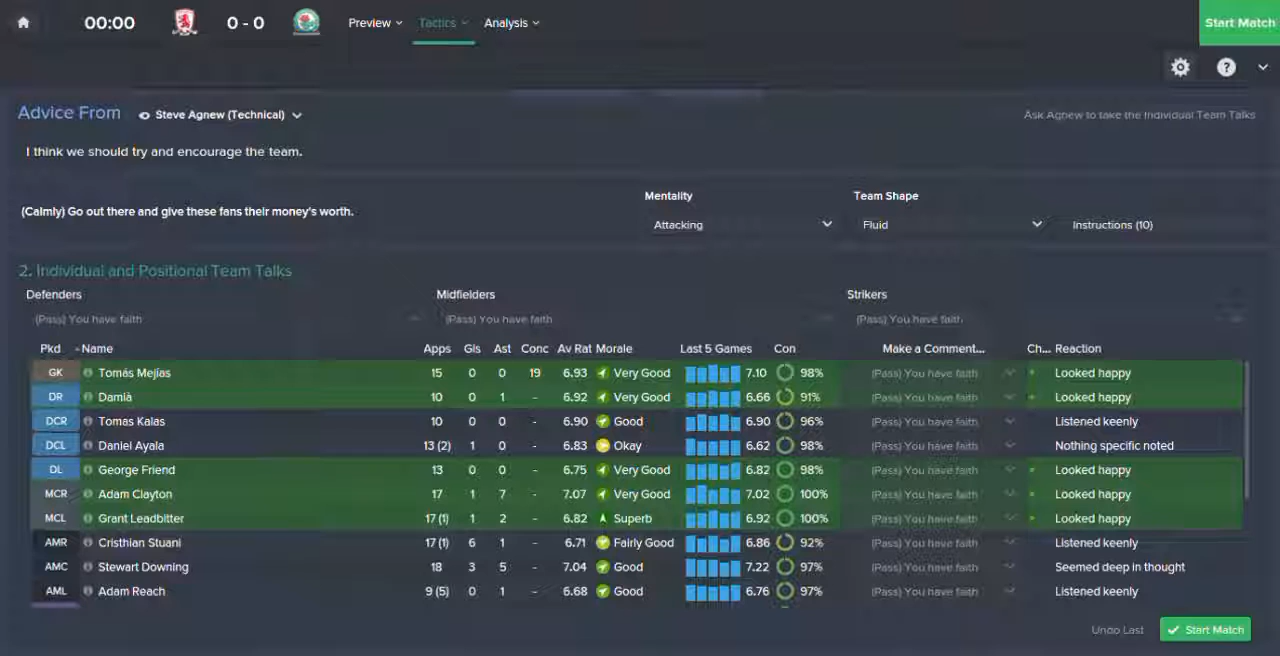 00:00 0 - 0 Preview Tactics Analysis Start Match
?
Advice From Steve Agnew (Technical) Ask Agnew to take the Individual Team Talks
I think we should try and encourage the team.
Mentality Team Shape
(Calmly) Go out there and give these fans their money's worth.
Attacking Fluid Instructions (10)
2. Individual and Positional Team Talks
Defenders Midfielders Strikers
(Pass) You have faith (Pass) You have faith (Pass) You have faith
Pkd Name Apps Gls Ast Conc Av Rat Morale Last 5 Games Con Make a Comment... Ch... Reaction
GK Tomás Mejías 15 0 0 19 6.93 Very Good 7.10 98% (Pass) You have faith Looked happy
DR Damià 10 0 1 - 6.92 Very Good 6.66 91% (Pass) You have faith Looked happy
DCR Tomas Kalas 10 0 0 - 6.90 Good 6.90 96% (Pass) You have faith Listened keenly
DCL Daniel Ayala 13 (2) 1 0 - 6.83 Okay 6.62 98% (Pass) You have faith Nothing specific noted
DL George Friend 13 0 0 - 6.75 Very Good 6.82 98% (Pass) You have faith Looked happy
MCR Adam Clayton 17 1 7 - 7.07 Very Good 7.02 100% (Pass) You have faith Looked happy
MCL Grant Leadbitter 17 (1) 1 2 - 6.82 Superb 6.92 100% (Pass) You have faith Looked happy
AMR Cristhian Stuani 17 (1) 6 1 - 6.71 Fairly Good 6.86 92% (Pass) You have faith Listened keenly
AMC Stewart Downing 18 3 5 - 7.04 Good 7.22 97% (Pass) You have faith Seemed deep in thought
AML Adam Reach 9 (5) 0 1 - 6.68 Good 6.76 97% (Pass) You have faith Listened keenly
Undo Last Start Match